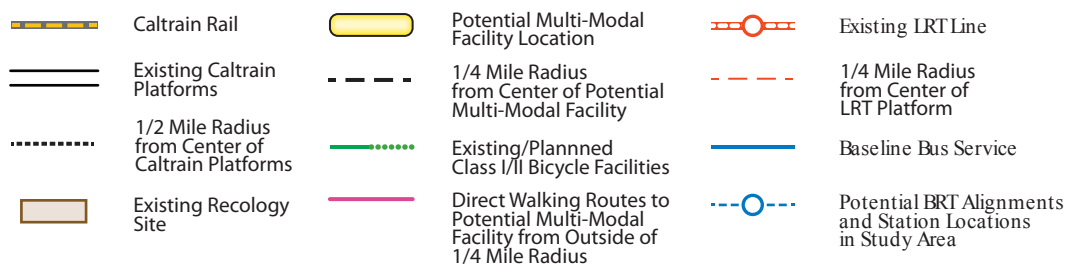 Caltrain Rail
Existing Caltrain
Platforms
1/2 Mile Radius
from Center of
Caltrain Platforms
Existing Recology
Site
Potential Multi-Modal
Facility Location
1/4 Mile Radius
from Center of Potential
Multi-Modal Facility
Existing/Plannned
Class I/II Bicycle Facilities
Direct Walking Routes to
Potential Multi-Modal
Facility from Outside of
1/4 Mile Radius
Existing LRT Line
1/4 Mile Radius
from Center of
LRT Platform
Baseline Bus Service
Potential BRT Alignments
and Station Locations
in Study Area